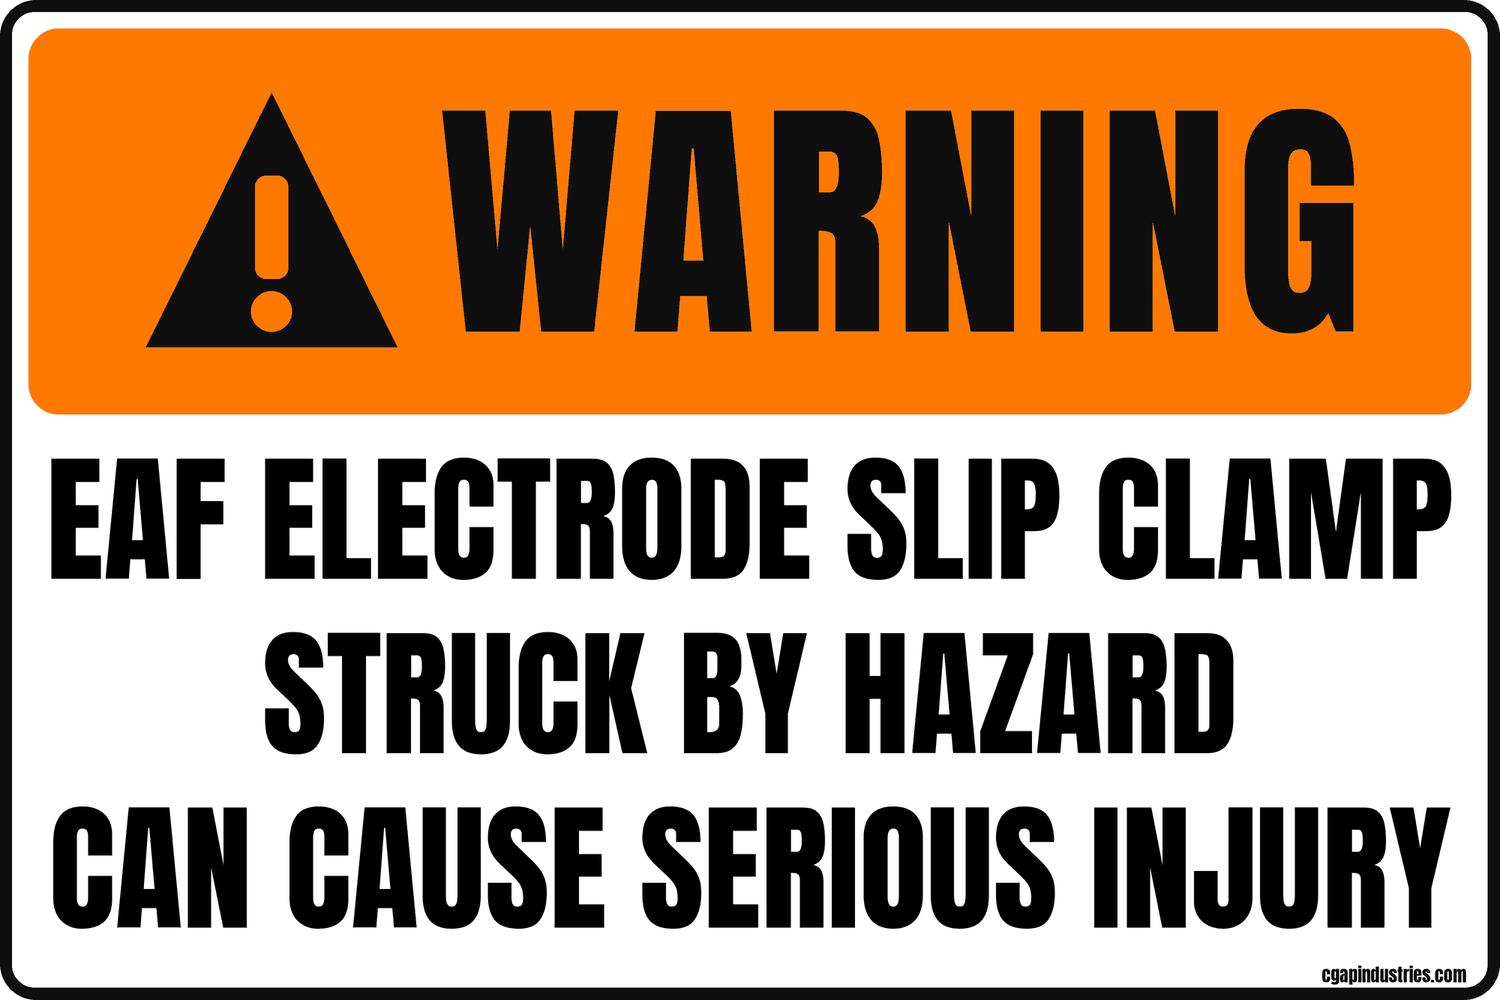 WARNING
EAF ELECTRODE SLIP CLAMP
STRUCK BY HAZARD
CAN CAUSE SERIOUS INJURY
cgapindustries.com